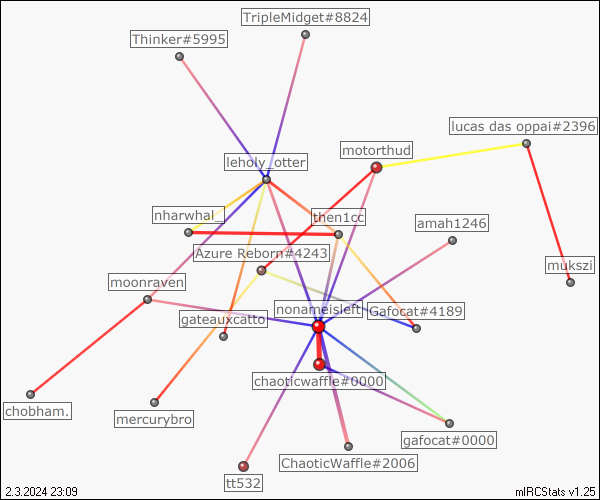 TripleMidget#8824
Thinker#5995
lucas das oppai#2396
motorthud
leholy_otter
nharwhal_
then1cc
amah1246
Azure Reborn#4243
mukszi
moonraven
nonameisleft
Gafocat#4189
gateauxcatto
chaoticwaffle#0000
chobham.
mercurybro
gafocat#0000
ChaoticWaffle#2006
tt532
2.3.2024 23:09
mIRCStats v1.25